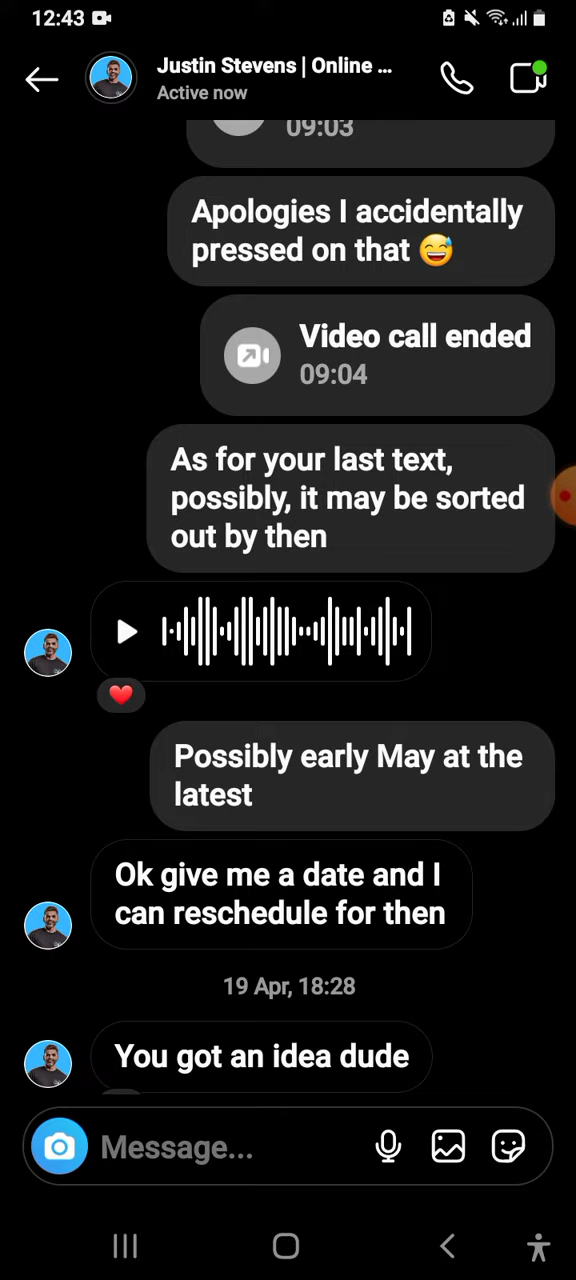 12:43
Justin Stevens | Online ...
Active now
09:03
Apologies I accidentally
pressed on that 😅
Video call ended
09:04
As for your last text,
possibly, it may be sorted
out by then
❤️
Possibly early May at the
latest
Ok give me a date and I
can reschedule for then
19 Apr, 18:28
You got an idea dude
Message...